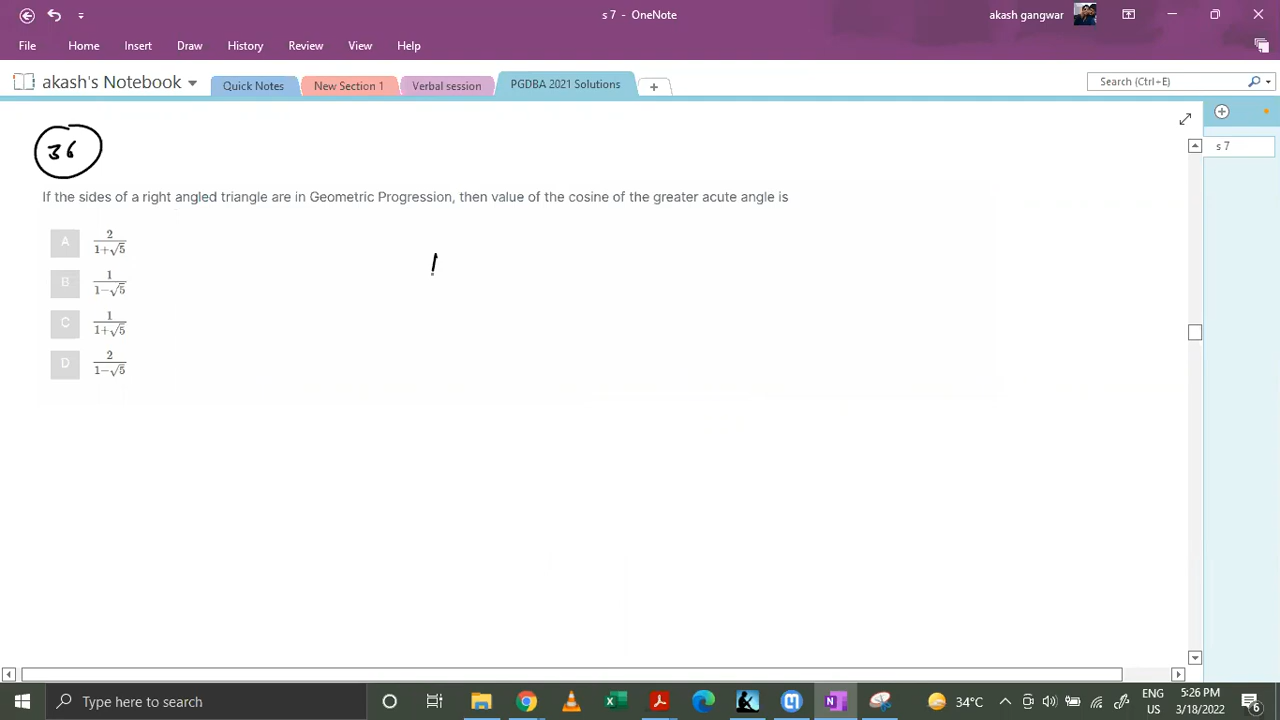 s 7 - OneNote
akash gangwar
File Home Insert Draw History Review View Help
akash's Notebook Quick Notes New Section 1 Verbal session PGDBA 2021 Solutions
Search (Ctrl+E)
s 7
36
If the sides of a right angled triangle are in Geometric Progression, then value of the cosine of the greater acute angle is
A 2/(1+√5)
B 1/(1−√5)
C 1/(1+√5)
D 2/(1−√5)
Type here to search
34°C
ENG
US
5:26 PM
3/18/2022
6